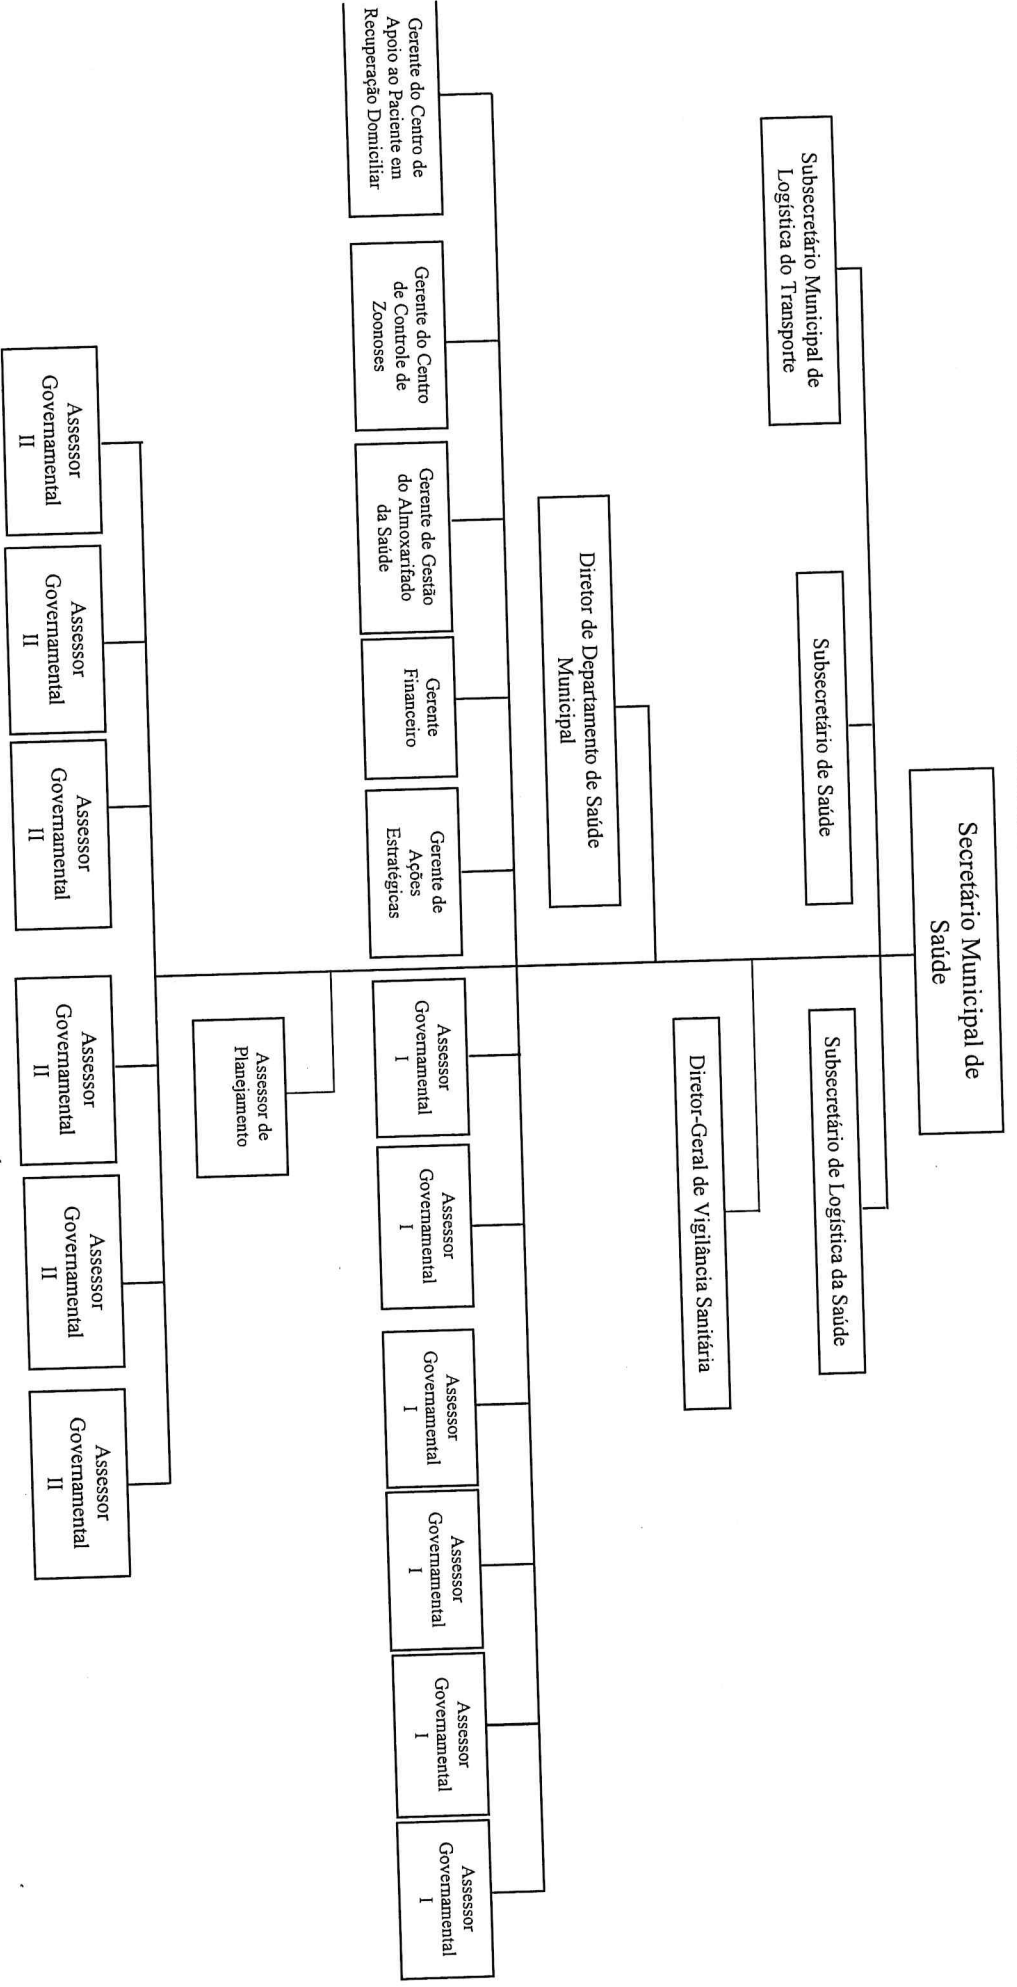 Secretário Municipal de
Saúde
Subsecretário Municipal de
Logística do Transporte
Subsecretário de Saúde
Subsecretário de Logística da Saúde
Diretor-Geral de Vigilância Sanitária
Diretor de Departamento de Saúde
Municipal
Gerente do Centro de
Apoio ao Paciente em
Recuperação Domiciliar
Gerente do Centro
de Controle de
Zoonoses
Gerente de Gestão
do Almoxarifado
da Saúde
Gerente
Financeiro
Gerente de
Ações
Estratégicas
Assessor
Governamental
I
Assessor
Governamental
I
Assessor
Governamental
I
Assessor
Governamental
I
Assessor
Governamental
I
Assessor
Governamental
I
Assessor de
Planejamento
Assessor
Governamental
II
Assessor
Governamental
II
Assessor
Governamental
II
Assessor
Governamental
II
Assessor
Governamental
II
Assessor
Governamental
II